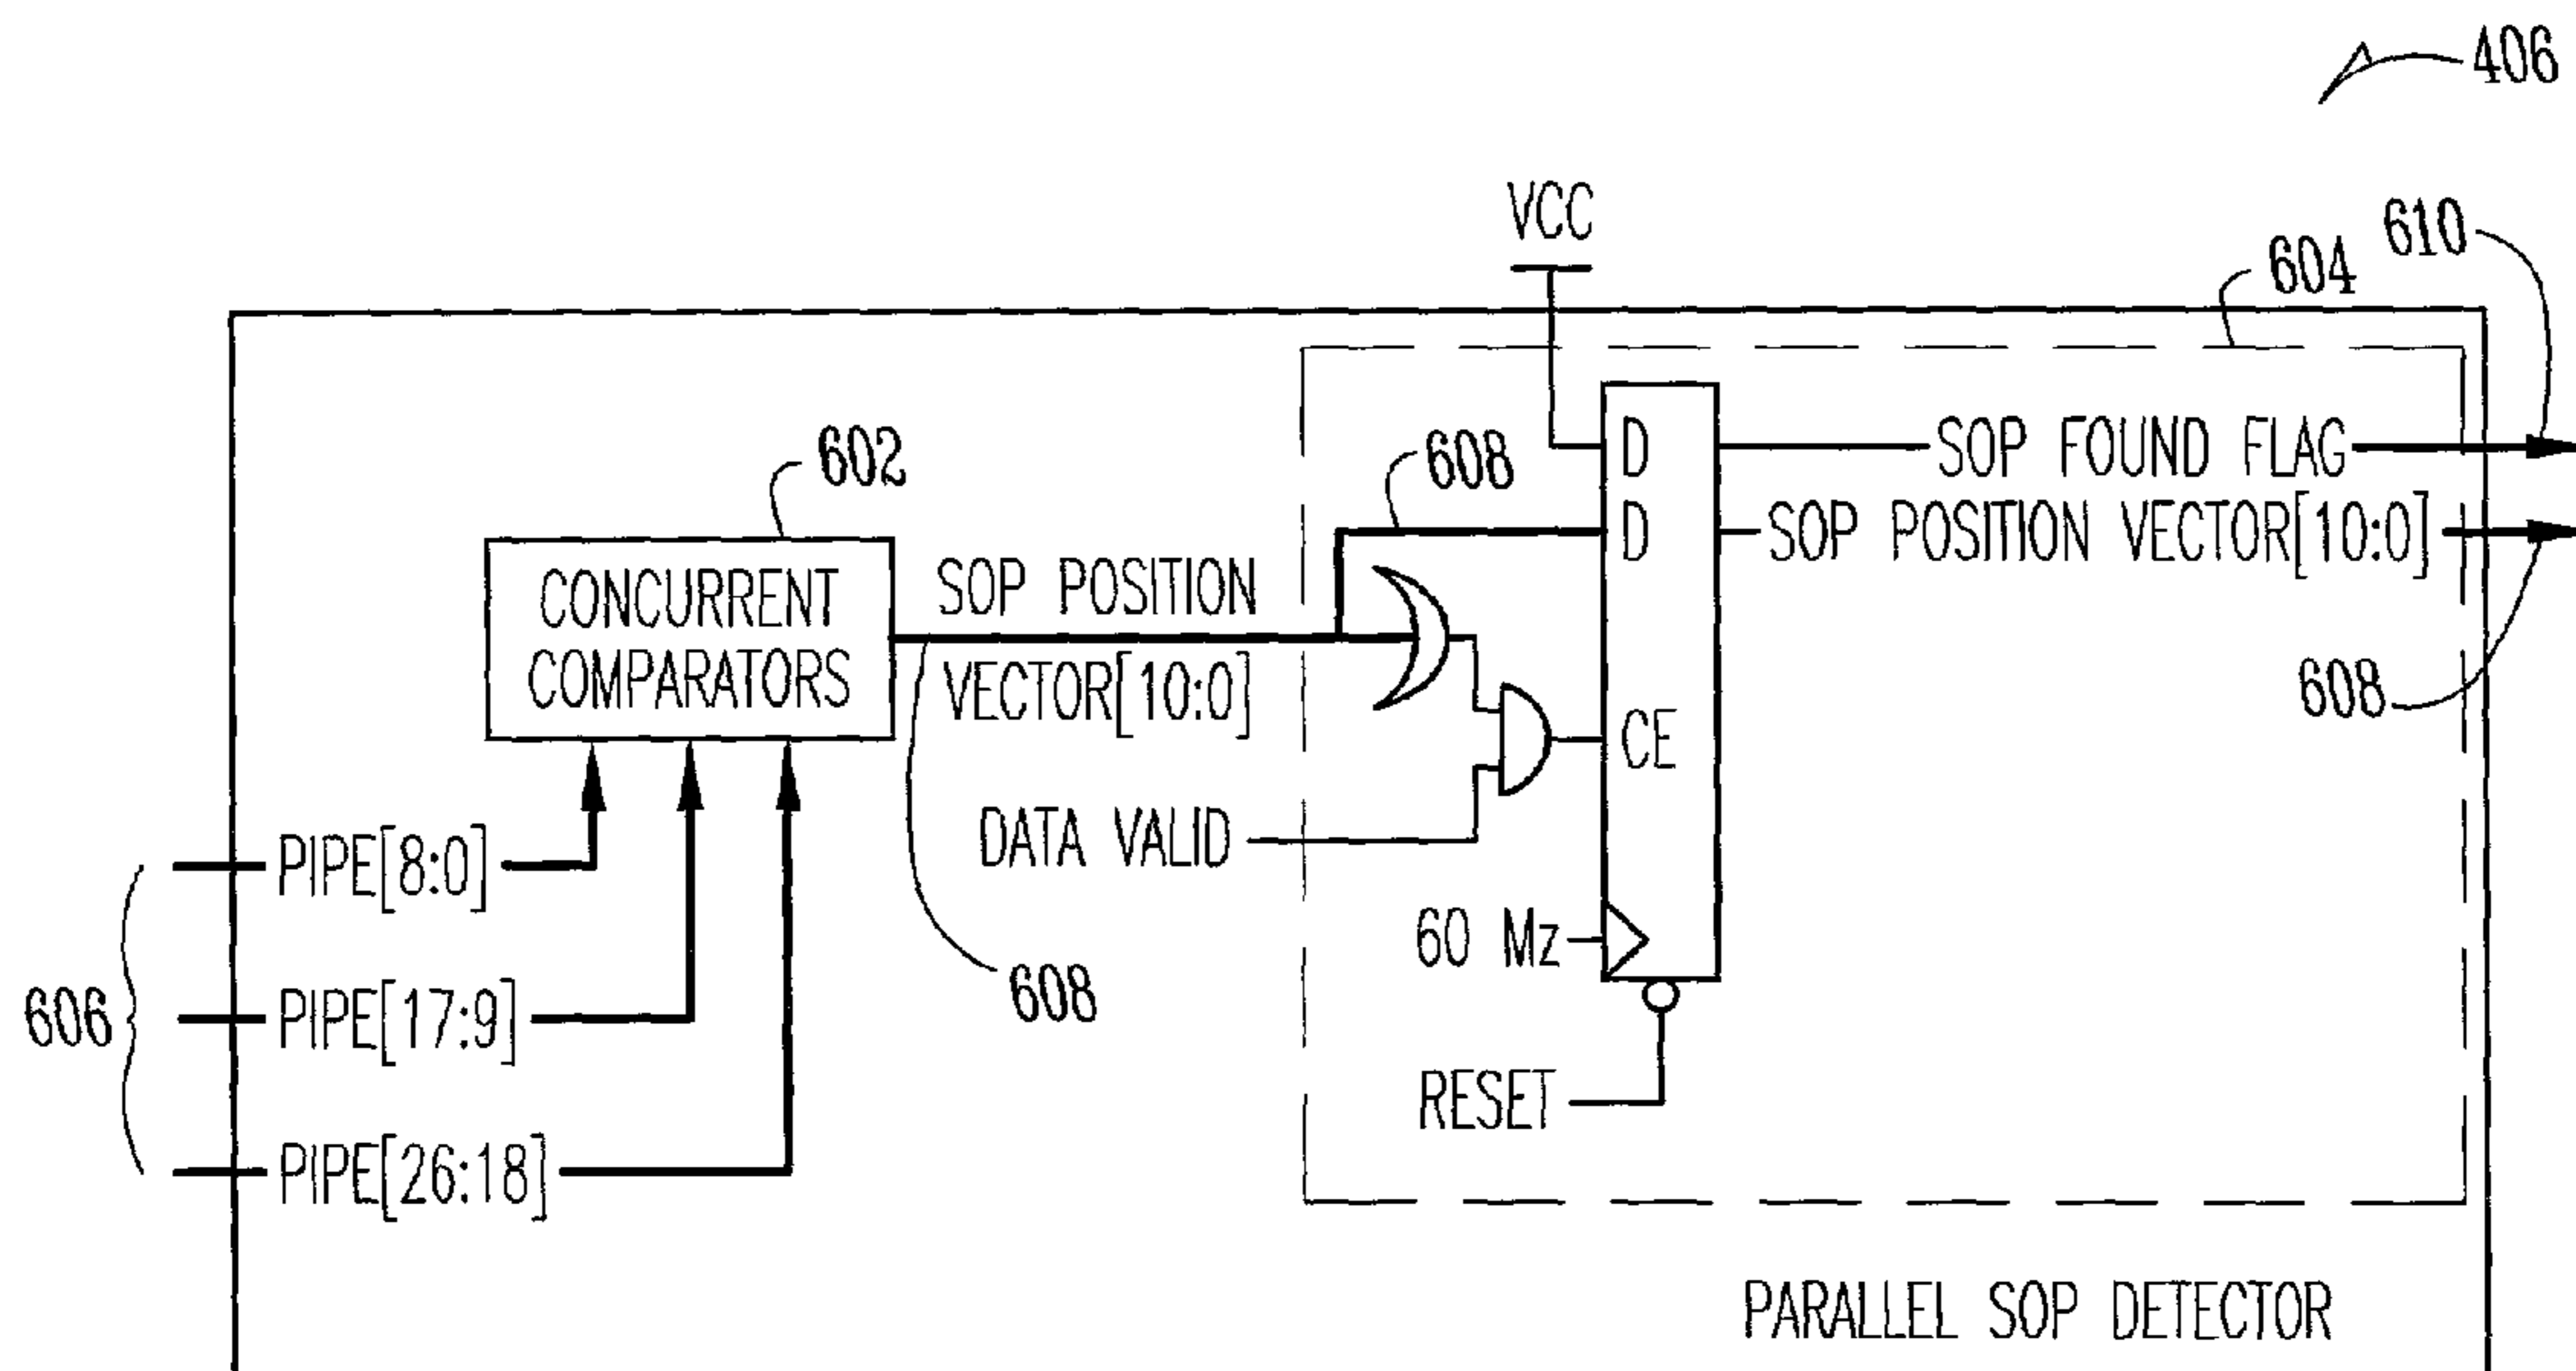 406
VCC
610
604
D
SOP FOUND FLAG
602
608
D
SOP POSITION VECTOR[10:0]
CONCURRENT
COMPARATORS
SOP POSITION
VECTOR[10:0]
608
CE
DATA VALID
PIPE[8:0]
60 Mz
608
606
PIPE[17:9]
RESET
PIPE[26:18]
PARALLEL SOP DETECTOR